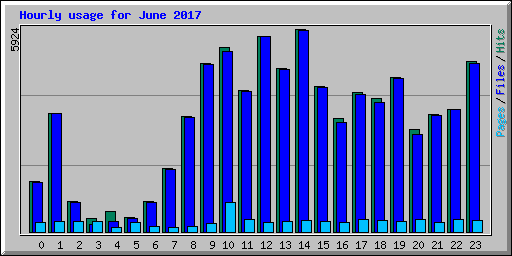 Hourly usage for June 2017
5924
Pages / Files / Hits
0 1 2 3 4 5 6 7 8 9 10 11 12 13 14 15 16 17 18 19 20 21 22 23